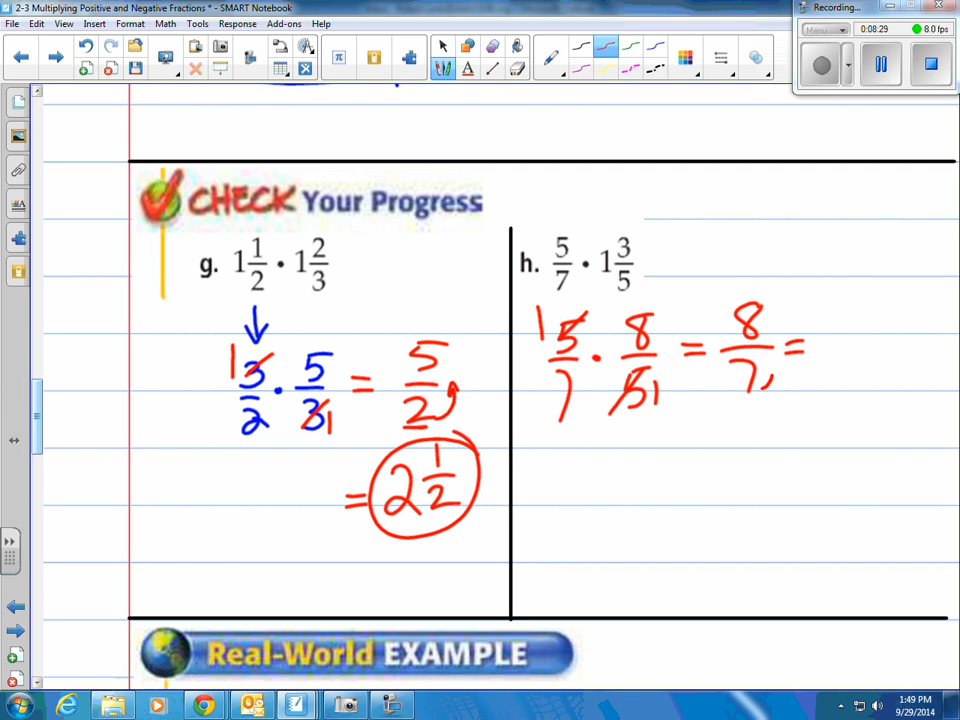 2-3 Multiplying Positive and Negative Fractions * - SMART Notebook
File Edit View Insert Format Math Tools Response Add-ons Help
Recording...
Menu
0:08:29
8.0 fps
CHECK Your Progress
g. 1 1/2 • 1 2/3
1 3/2 • 5/3 1 = 5/2
= 2 1/2
h. 5/7 • 1 3/5
1 5/7 • 8/5 1 = 8/7 =
Real-World EXAMPLE
1:49 PM
9/29/2014